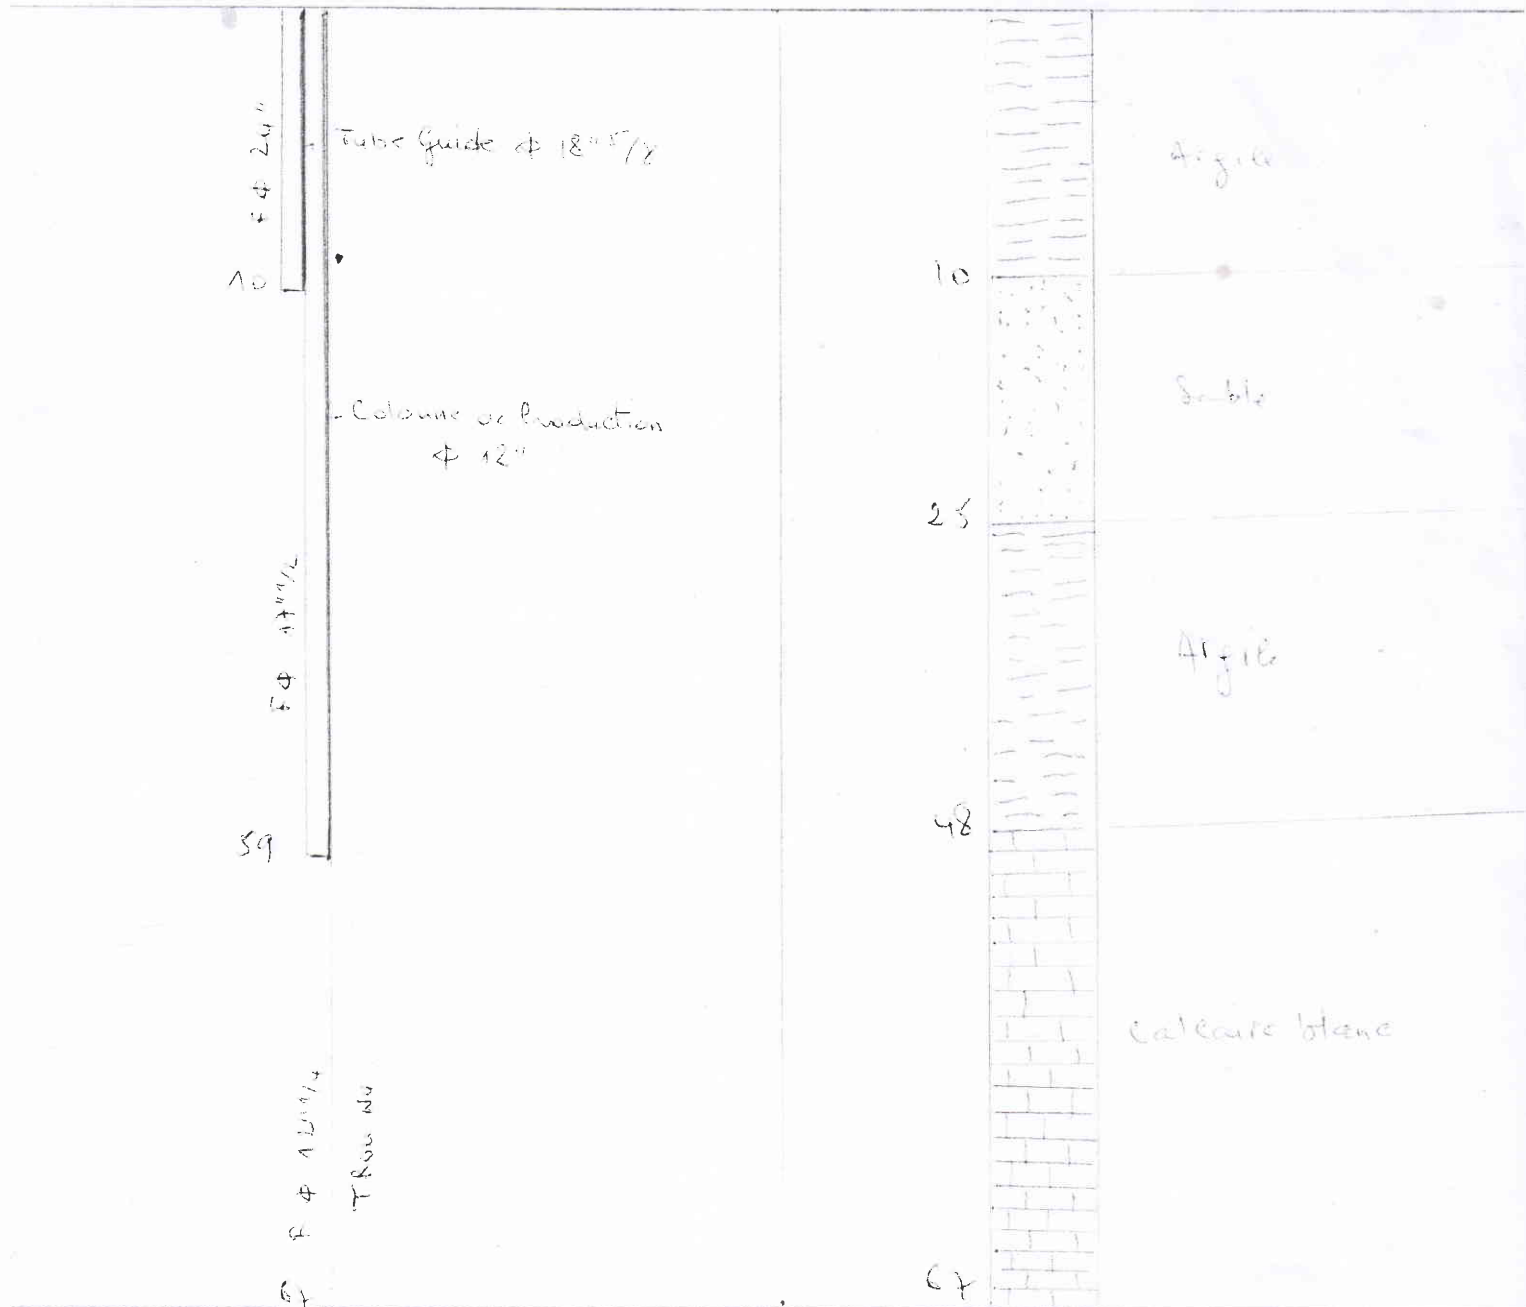 F Φ 24"
Tube Guide Φ 18" 5/8
10
Colonne de Production
Φ 12"
F Φ 17" 1/2
59
F Φ 12" 1/4
Trou Nu
67
Argile
10
Sable
25
Argile
48
Calcaire blanc
67